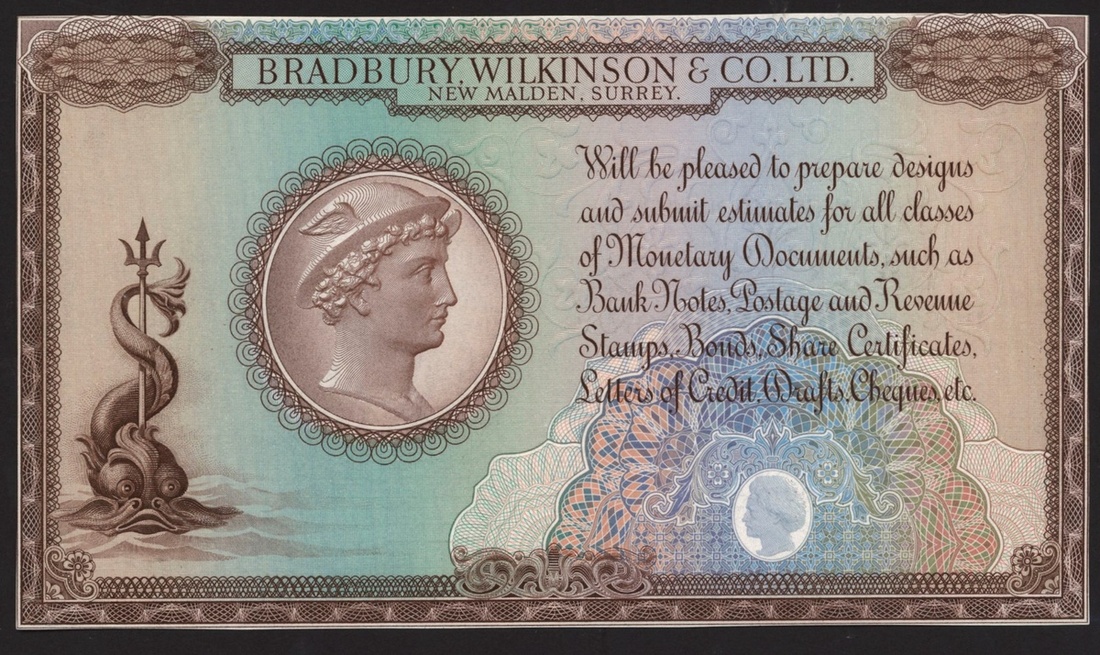 BRADBURY, WILKINSON & CO. LTD.
NEW MALDEN, SURREY.
Will be pleased to prepare designs
and submit estimates for all classes
of Monetary Documents, such as
Bank-Notes, Postage and Revenue
Stamps, Bonds, Share Certificates,
Letters of Credit, Drafts, Cheques, etc.